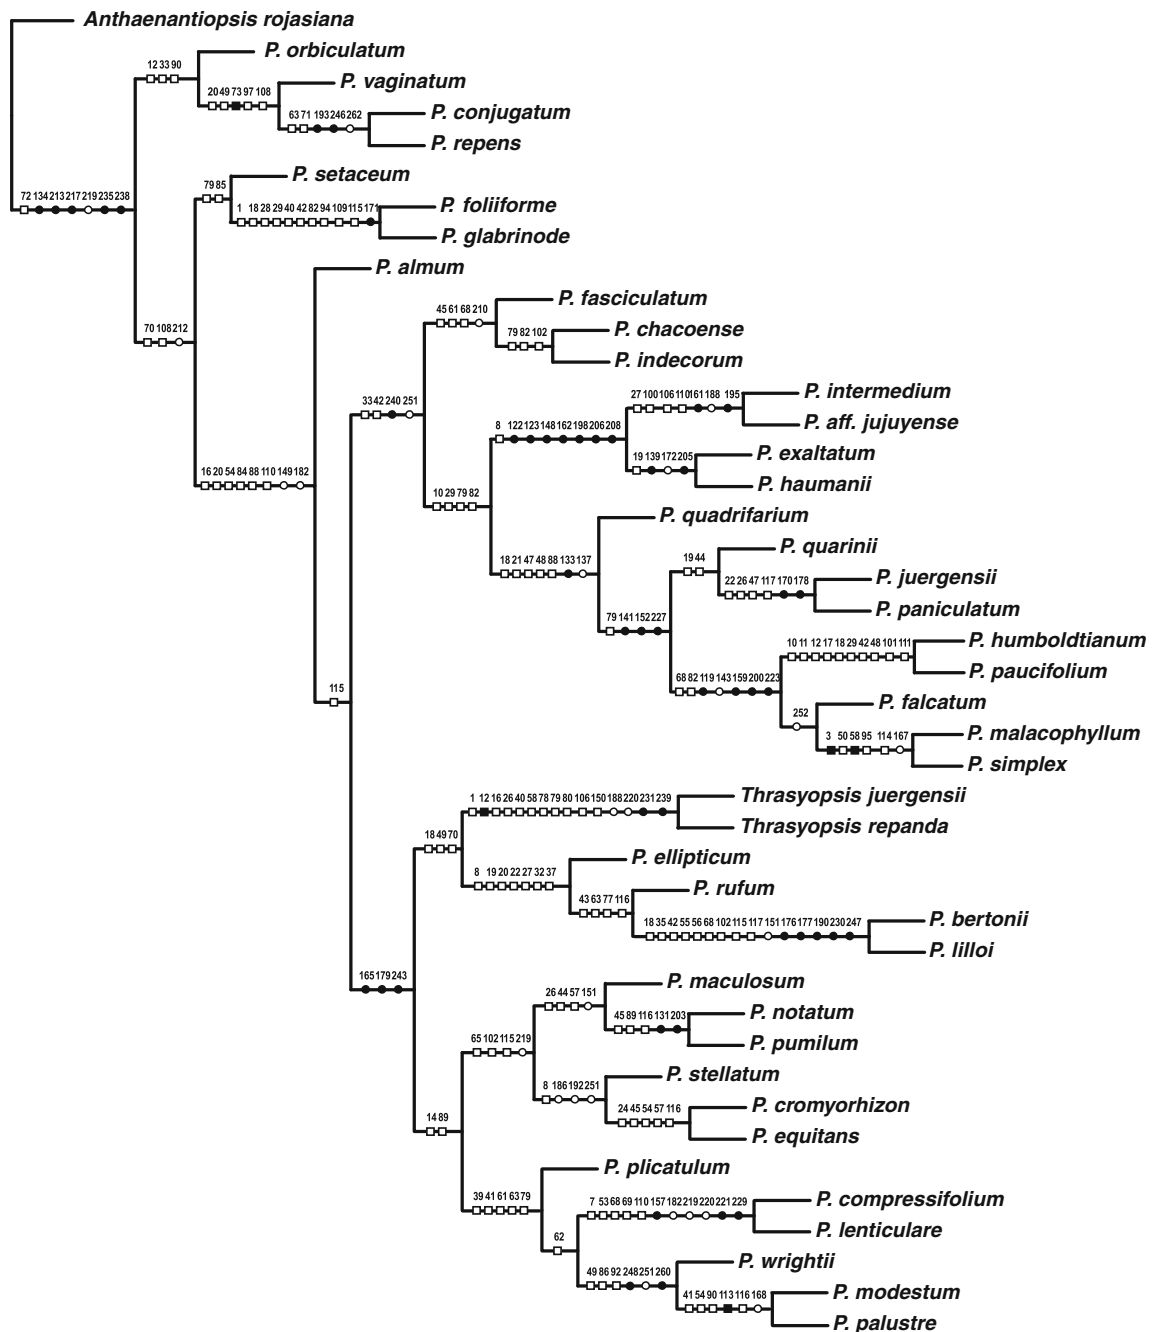 Anthaenantiopsis rojasiana
P. orbiculatum
12 33 90
P. vaginatum
20 49 73 97 108
P. conjugatum
63 71 193 246 262
P. repens
P. setaceum
79 85
72 134 213 217 219 235 238
P. foliiforme
1 18 28 29 40 42 82 94 109 115 171
P. glabrinode
P. almum
P. fasciculatum
45 61 68 210
P. chacoense
70 108 212
79 82 102
P. indecorum
P. intermedium
27 100 106 110 161 188 195
33 42 240 251
P. aff. jujuyense
8 122 123 148 162 198 206 208
P. exaltatum
19 139 172 205
16 20 54 84 88 110 149 182
P. haumanii
10 29 79 82
P. quadrifarium
P. quarinii
19 44
18 21 47 48 88 133 137
P. juergensii
22 26 47 117 170 178
P. paniculatum
79 141 152 227
P. humboldtianum
10 11 12 17 18 29 42 48 101 111
P. paucifolium
68 82 119 143 159 200 223
115
P. falcatum
252
P. malacophyllum
3 50 58 95 114 167
P. simplex
Thrasyopsis juergensii
1 12 16 26 40 58 78 79 80 106 150 188 220 231 239
Thrasyopsis repanda
18 49 70
P. ellipticum
8 19 20 22 27 32 37
P. rufum
43 63 77 116
P. bertonii
18 35 42 55 56 68 102 115 117 151 176 177 190 230 247
P. lilloi
165 179 243
P. maculosum
26 44 57 151
P. notatum
45 89 116 131 203
P. pumilum
65 102 115 219
P. stellatum
8 186 192 251
P. cromyorhizon
24 45 54 57 116
14 89
P. equitans
P. plicatulum
39 41 61 63 79
P. compressifolium
7 53 68 69 110 157 182 219 220 221 229
P. lenticulare
62
P. wrightii
49 86 92 248 251 260
P. modestum
41 54 90 113 116 168
P. palustre